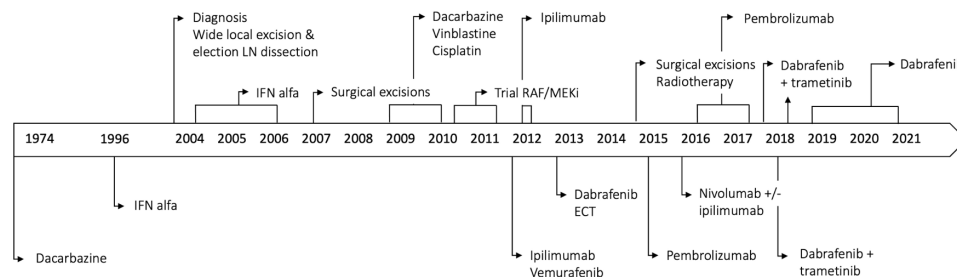 Diagnosis
Wide local excision &
election LN dissection
IFN alfa
Surgical excisions
Dacarbazine
Vinblastine
Cisplatin
Trial RAF/MEKi
Ipilimumab
Surgical excisions
Radiotherapy
Pembrolizumab
Dabrafenib
+ trametinib
Dabrafenib
1974 1996 2004 2005 2006 2007 2008 2009 2010 2011 2012 2013 2014 2015 2016 2017 2018 2019 2020 2021
Dacarbazine
IFN alfa
Ipilimumab
Vemurafenib
Dabrafenib
ECT
Pembrolizumab
Nivolumab +/-
ipilimumab
Dabrafenib +
trametinib